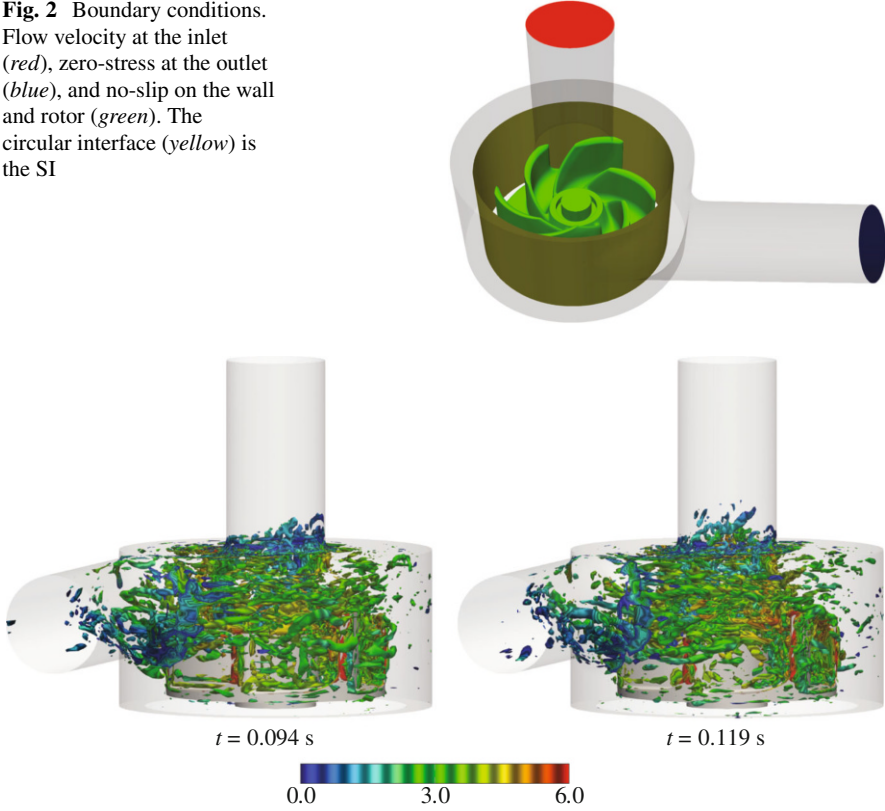 Fig. 2 Boundary conditions.
Flow velocity at the inlet
(red), zero-stress at the outlet
(blue), and no-slip on the wall
and rotor (green). The
circular interface (yellow) is
the SI
t = 0.094 s
t = 0.119 s
0.0 3.0 6.0